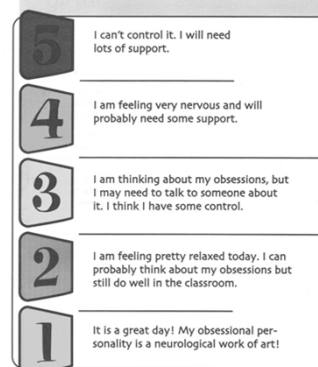 5
I can't control it. I will need
lots of support.
4
I am feeling very nervous and will
probably need some support.
3
I am thinking about my obsessions, but
I may need to talk to someone about
it. I think I have some control.
2
I am feeling pretty relaxed today. I can
probably think about my obsessions but
still do well in the classroom.
1
It is a great day! My obsessional per-
sonality is a neurological work of art!